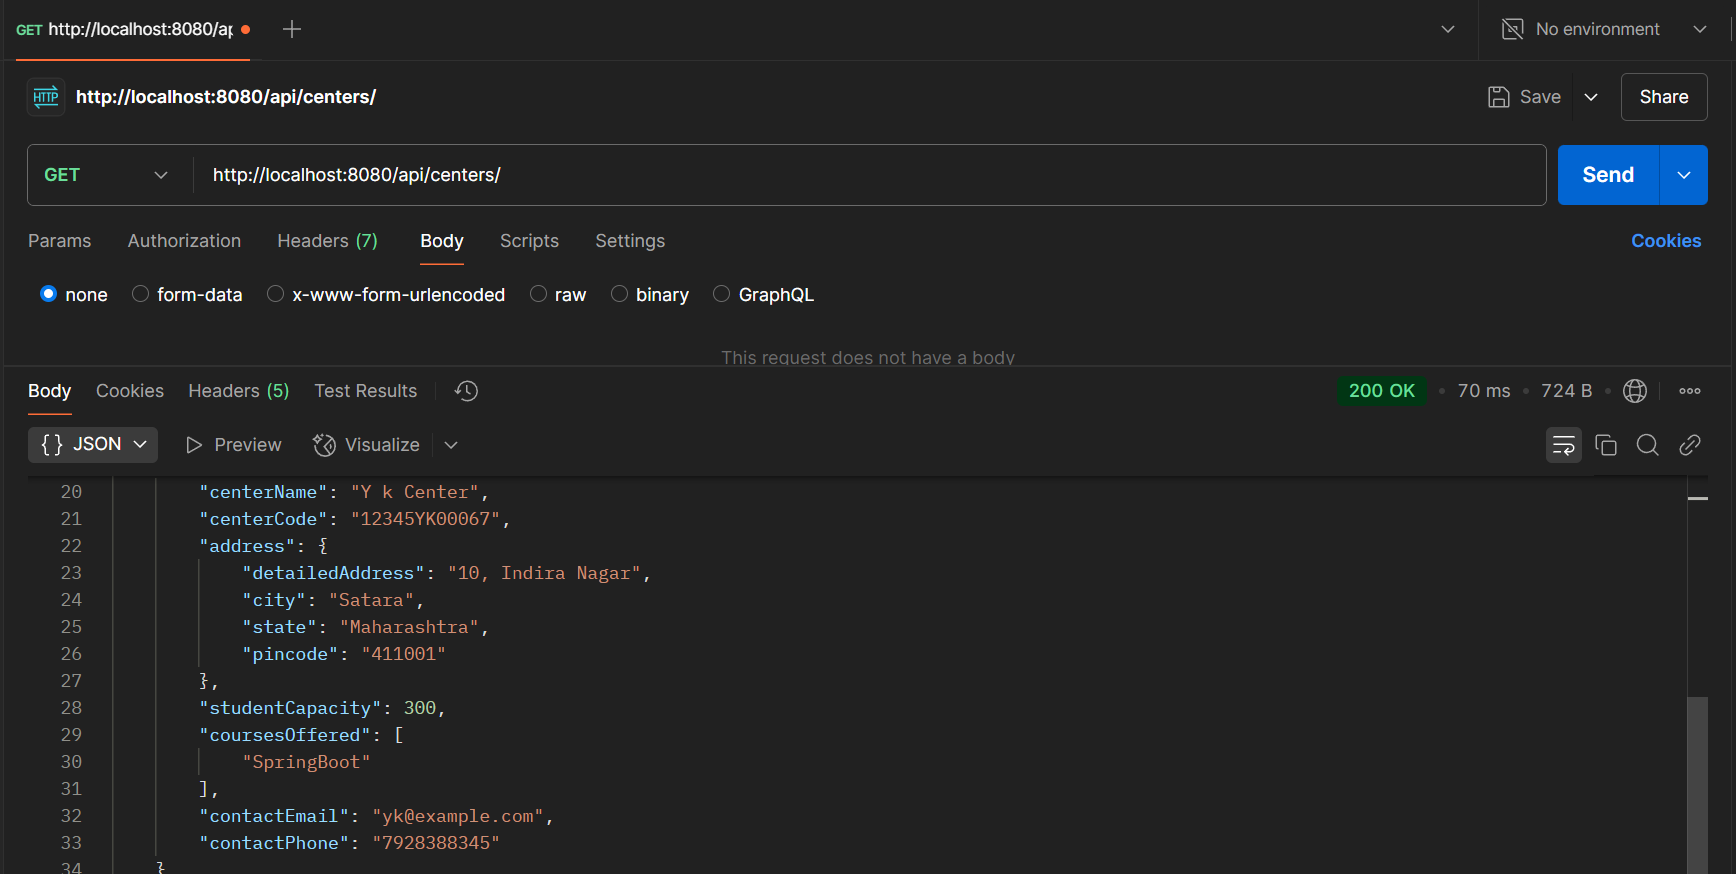 GET http://localhost:8080/ap
No environment
HTTP http://localhost:8080/api/centers/
Save Share
GET http://localhost:8080/api/centers/ Send
Params Authorization Headers (7) Body Scripts Settings Cookies
none form-data x-www-form-urlencoded raw binary GraphQL
This request does not have a body
Body Cookies Headers (5) Test Results 200 OK • 70 ms • 724 B •
{} JSON Preview Visualize
20 "centerName": "Y k Center",
21 "centerCode": "12345YK00067",
22 "address": {
23 "detailedAddress": "10, Indira Nagar",
24 "city": "Satara",
25 "state": "Maharashtra",
26 "pincode": "411001"
27 },
28 "studentCapacity": 300,
29 "coursesOffered": [
30 "SpringBoot"
31 ],
32 "contactEmail": "yk@example.com",
33 "contactPhone": "7928388345"
34 }